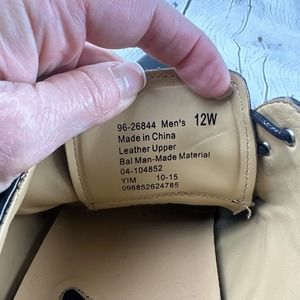 96-26844 Men's 12W
Made in China
Leather Upper
Bal Man-Made Material
04-104852
YIM 10-15
096852624785